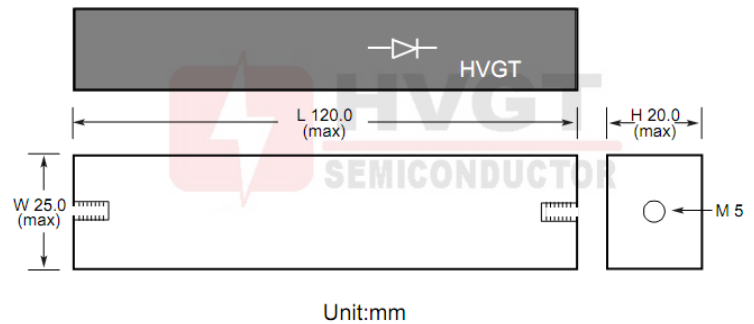 HVGT
L 120.0
(max)
H 20.0
(max)
HVGT
SEMICONDUCTOR
W 25.0
(max)
M 5
Unit:mm